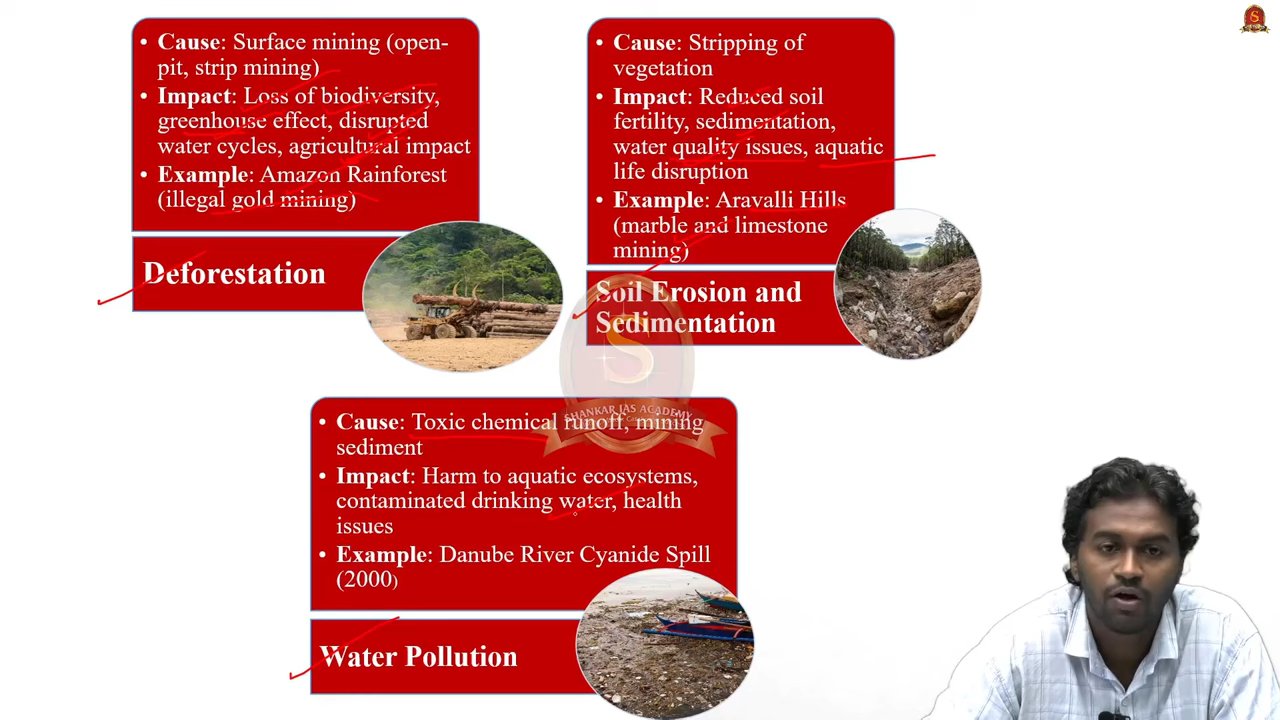 • Cause: Surface mining (open-
pit, strip mining)
• Impact: Loss of biodiversity,
greenhouse effect, disrupted
water cycles, agricultural impact
• Example: Amazon Rainforest
(illegal gold mining)
Deforestation
• Cause: Stripping of
vegetation
• Impact: Reduced soil
fertility, sedimentation,
water quality issues, aquatic
life disruption
• Example: Aravalli Hills
(marble and limestone
mining)
Soil Erosion and
Sedimentation
S
SHANKAR IAS ACADEMY
• Cause: Toxic chemical runoff, mining
sediment
• Impact: Harm to aquatic ecosystems,
contaminated drinking water, health
issues
• Example: Danube River Cyanide Spill
(2000)
Water Pollution
S